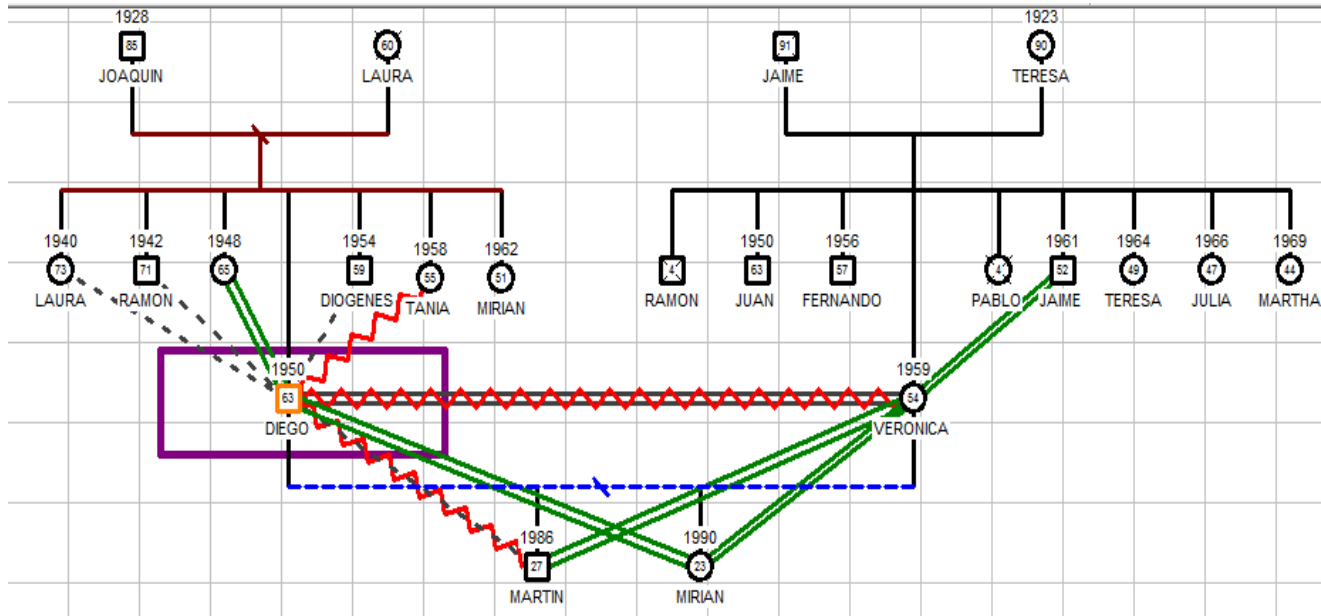 1928 1923
85 60 91 90
JOAQUIN LAURA JAIME TERESA
1940 1942 1948 1954 1958 1962 1950 1956 1961 1964 1966 1969
73 71 65 59 55 51 4 63 57 4 52 49 47 44
LAURA RAMON DIOGENES TANIA MIRIAN RAMON JUAN FERNANDO PABLO JAIME TERESA JULIA MARTHA
1950 1959
63 54
DIEGO VERONICA
1986 1990
27 23
MARTIN MIRIAN